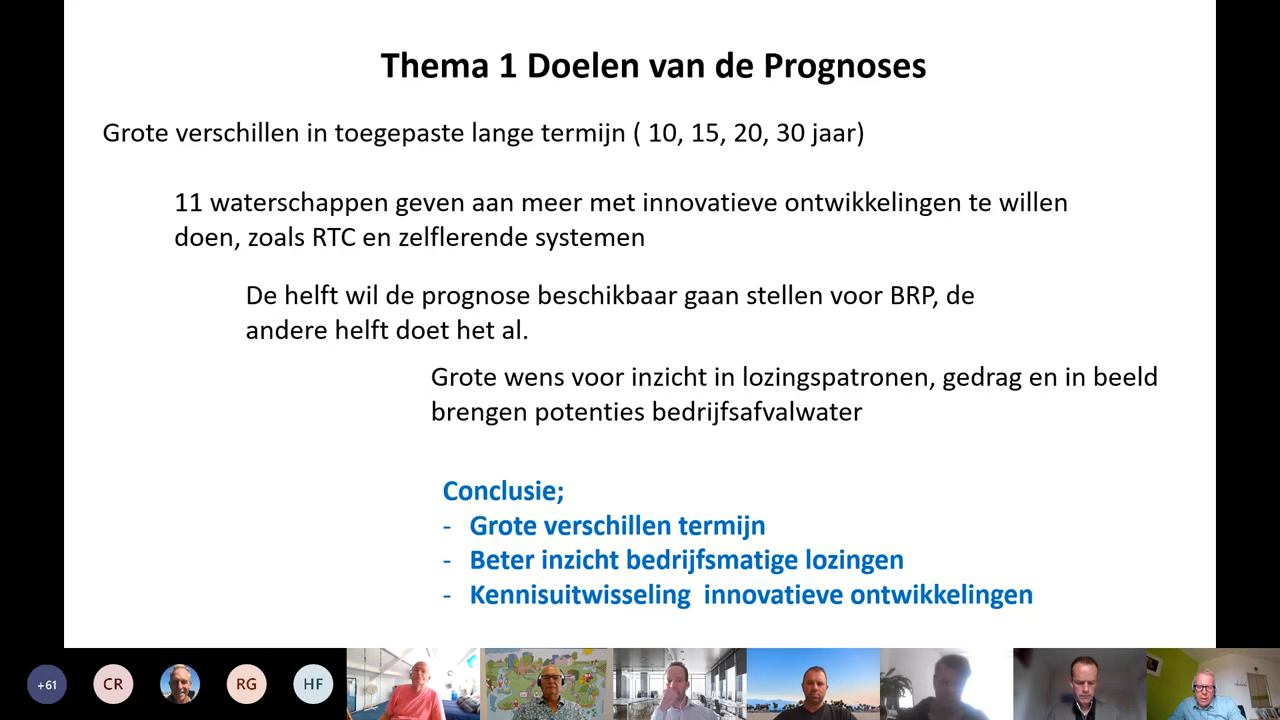 Thema 1 Doelen van de Prognoses
Grote verschillen in toegepaste lange termijn ( 10, 15, 20, 30 jaar)
11 waterschappen geven aan meer met innovatieve ontwikkelingen te willen
doen, zoals RTC en zelflerende systemen
De helft wil de prognose beschikbaar gaan stellen voor BRP, de
andere helft doet het al.
Grote wens voor inzicht in lozingspatronen, gedrag en in beeld
brengen potenties bedrijfsafvalwater
Conclusie;
- Grote verschillen termijn
- Beter inzicht bedrijfsmatige lozingen
- Kennisuitwisseling  innovatieve ontwikkelingen
+61 CR RG HF